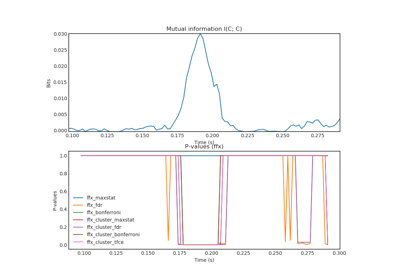 Mutual information I(C; C)
0.030
0.025
0.020
0.015
0.010
0.005
0.000
Bits
0.100 0.125 0.150 0.175 0.200 0.225 0.250 0.275
Time (s)
P-values (ffx)
1.0
0.8
0.6
0.4
0.2
0.0
P-values
ffx_maxstat
ffx_fdr
ffx_bonferroni
ffx_cluster_maxstat
ffx_cluster_fdr
ffx_cluster_bonferroni
ffx_cluster_tfce
0.100 0.125 0.150 0.175 0.200 0.225 0.250 0.275 0.300
Time (s)